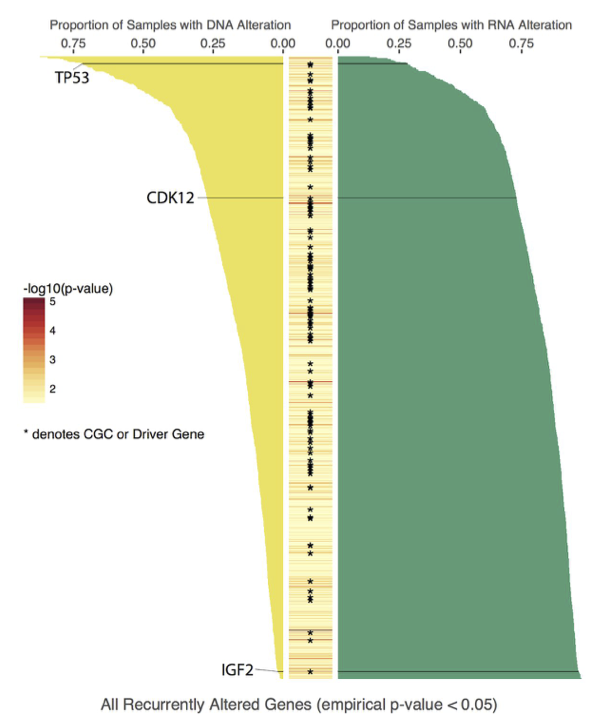 Proportion of Samples with DNA Alteration Proportion of Samples with RNA Alteration
0.75 0.50 0.25 0.00 0.00 0.25 0.50 0.75
TP53
CDK12
-log10(p-value)
5
4
3
2
* denotes CGC or Driver Gene
IGF2
All Recurrently Altered Genes (empirical p-value < 0.05)